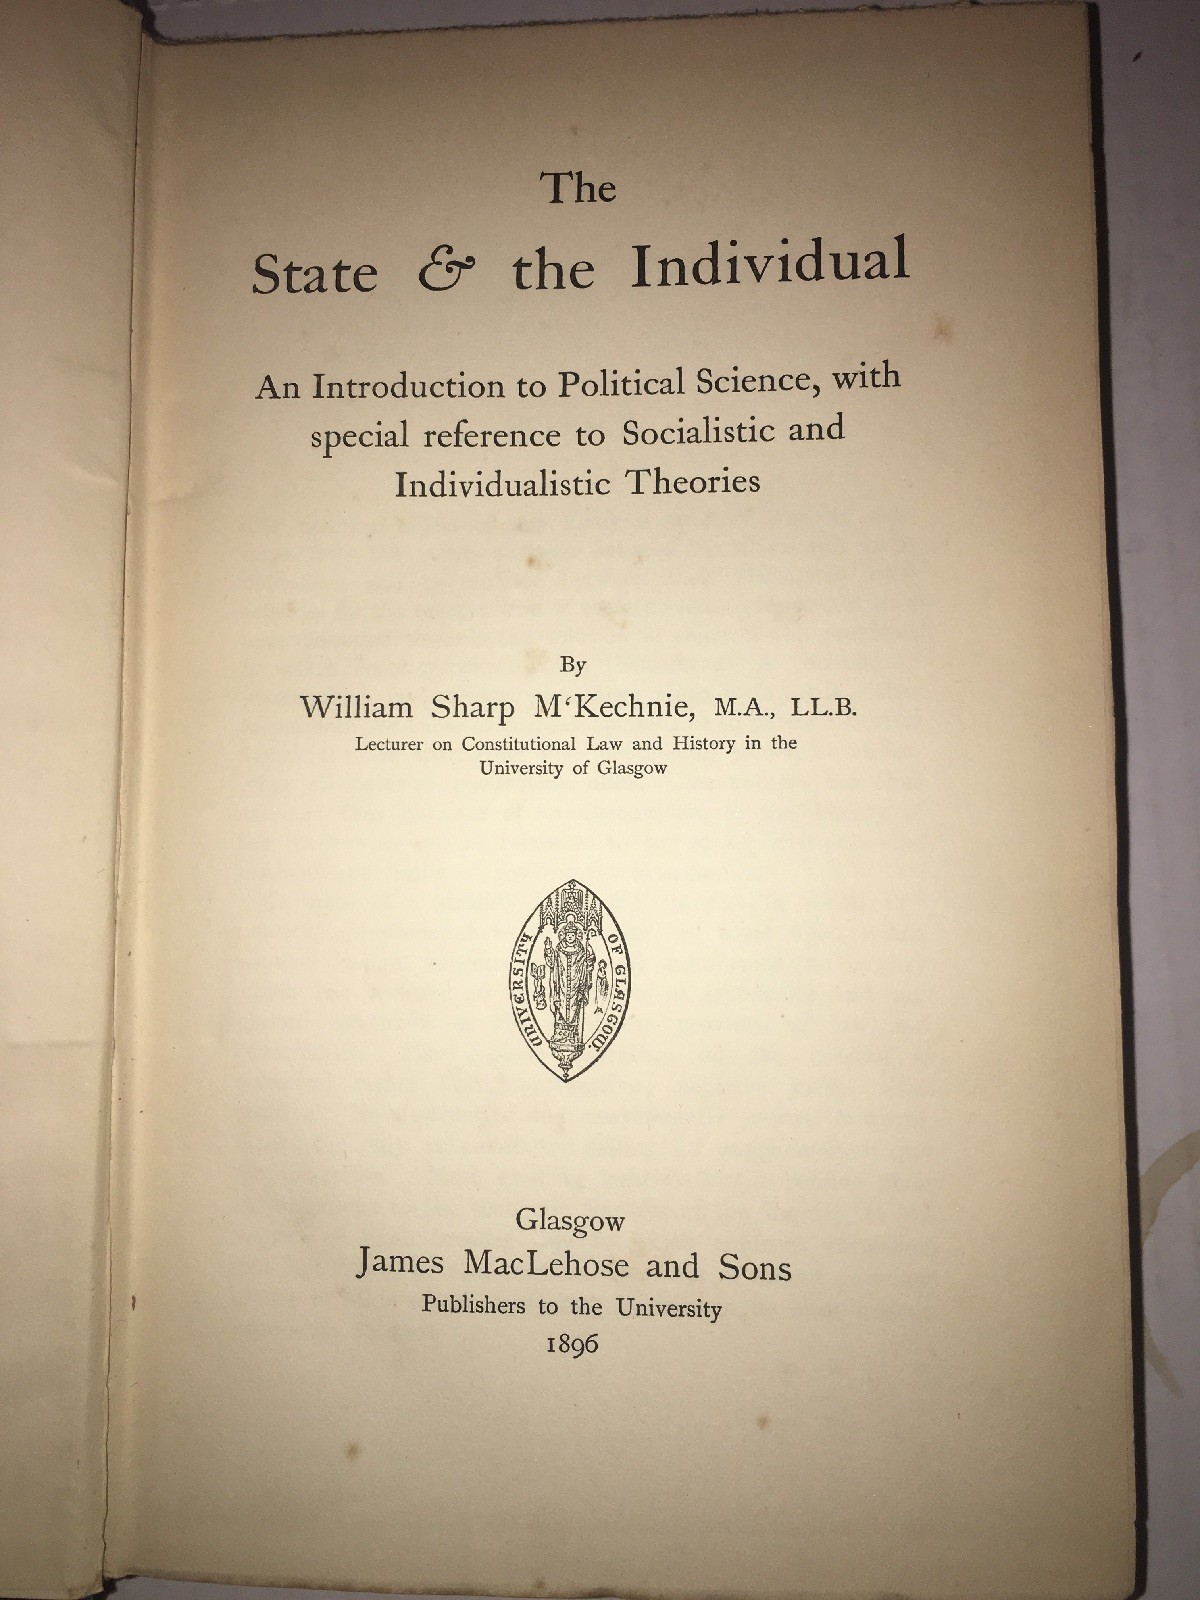 The
State & the Individual
An Introduction to Political Science, with
special reference to Socialistic and
Individualistic Theories
By
William Sharp M‘Kechnie, M.A., LL.B.
Lecturer on Constitutional Law and History in the
University of Glasgow
UNIVERSITY OF GLASGOW.
Glasgow
James MacLehose and Sons
Publishers to the University
1896